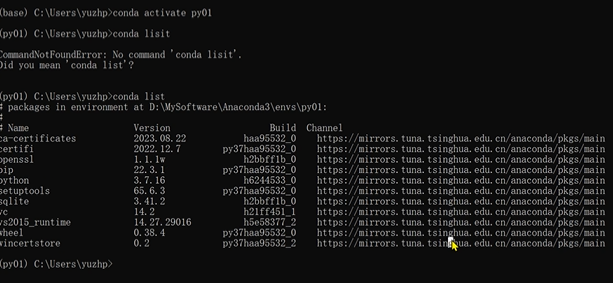 (base) C:\Users\yuzhp>conda activate py01
(py01) C:\Users\yuzhp>conda lisit
CommandNotFoundError: No command 'conda lisit'.
Did you mean 'conda list'?
(py01) C:\Users\yuzhp>conda list
# packages in environment at D:\MySoftware\Anaconda3\envs\py01:
#
# Name Version Build Channel
ca-certificates 2023.08.22 haa95532_0 https://mirrors.tuna.tsinghua.edu.cn/anaconda/pkgs/main
certifi 2022.12.7 py37haa95532_0 https://mirrors.tuna.tsinghua.edu.cn/anaconda/pkgs/main
openssl 1.1.1w h2bbff1b_0 https://mirrors.tuna.tsinghua.edu.cn/anaconda/pkgs/main
pip 22.3.1 py37haa95532_0 https://mirrors.tuna.tsinghua.edu.cn/anaconda/pkgs/main
python 3.7.16 h6244533_0 https://mirrors.tuna.tsinghua.edu.cn/anaconda/pkgs/main
setuptools 65.6.3 py37haa95532_0 https://mirrors.tuna.tsinghua.edu.cn/anaconda/pkgs/main
sqlite 3.41.2 h2bbff1b_0 https://mirrors.tuna.tsinghua.edu.cn/anaconda/pkgs/main
vc 14.2 h21ff451_1 https://mirrors.tuna.tsinghua.edu.cn/anaconda/pkgs/main
vs2015_runtime 14.27.29016 h5e58377_2 https://mirrors.tuna.tsinghua.edu.cn/anaconda/pkgs/main
wheel 0.38.4 py37haa95532_0 https://mirrors.tuna.tsinghua.edu.cn/anaconda/pkgs/main
wincertstore 0.2 py37haa95532_2 https://mirrors.tuna.tsinghua.edu.cn/anaconda/pkgs/main
(py01) C:\Users\yuzhp>